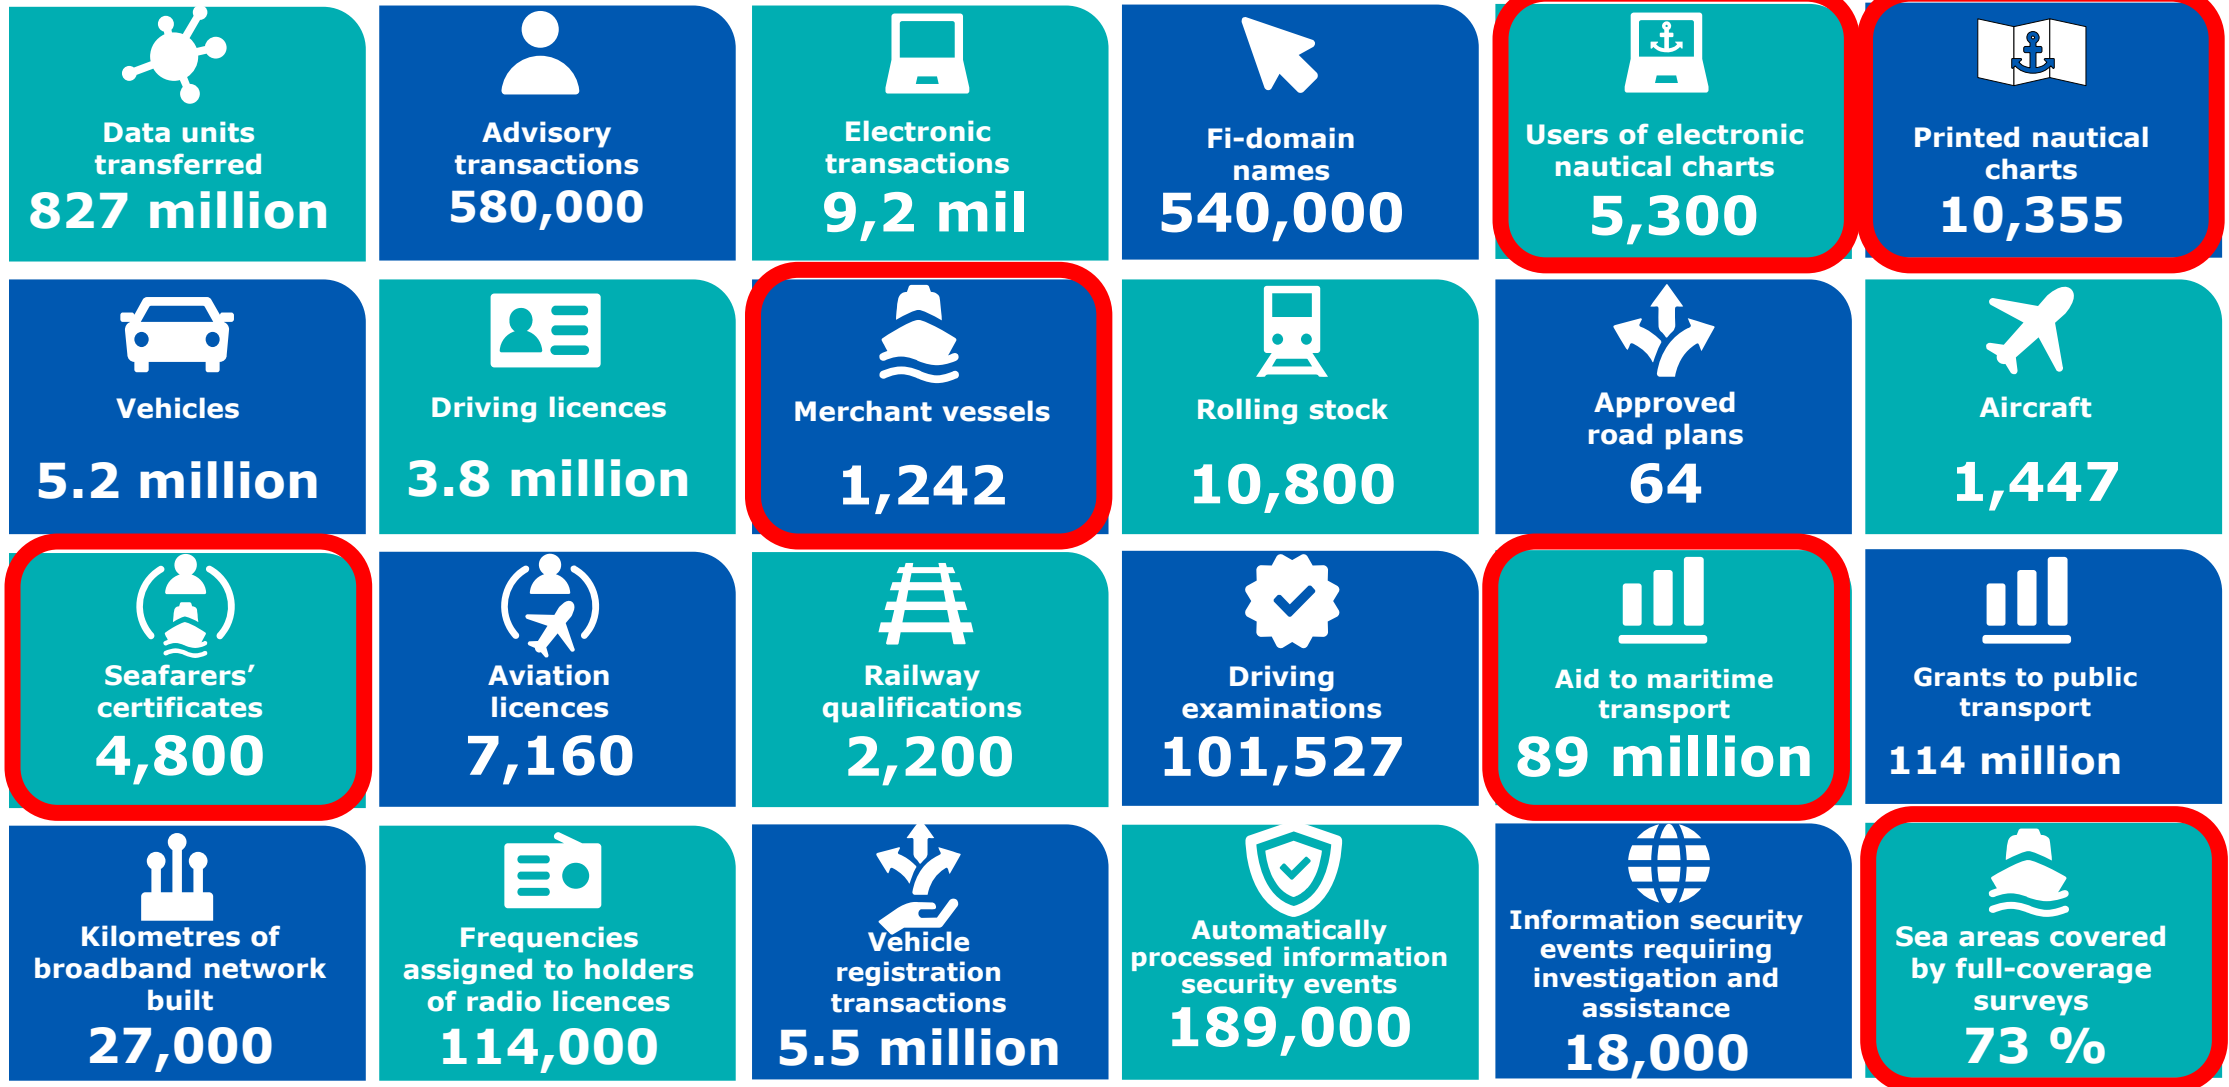 Data units
transferred
827 million
Advisory
transactions
580,000
Electronic
transactions
9,2 mil
Fi-domain
names
540,000
Users of electronic
nautical charts
5,300
Printed nautical
charts
10,355
Vehicles
5.2 million
Driving licences
3.8 million
Merchant vessels
1,242
Rolling stock
10,800
Approved
road plans
64
Aircraft
1,447
Seafarers’
certificates
4,800
Aviation
licences
7,160
Railway
qualifications
2,200
Driving
examinations
101,527
Aid to maritime
transport
89 million
Grants to public
transport
114 million
Kilometres of
broadband network
built
27,000
Frequencies
assigned to holders
of radio licences
114,000
Vehicle
registration
transactions
5.5 million
Automatically
processed information
security events
189,000
Information security
events requiring
investigation and
assistance
18,000
Sea areas covered
by full-coverage
surveys
73 %